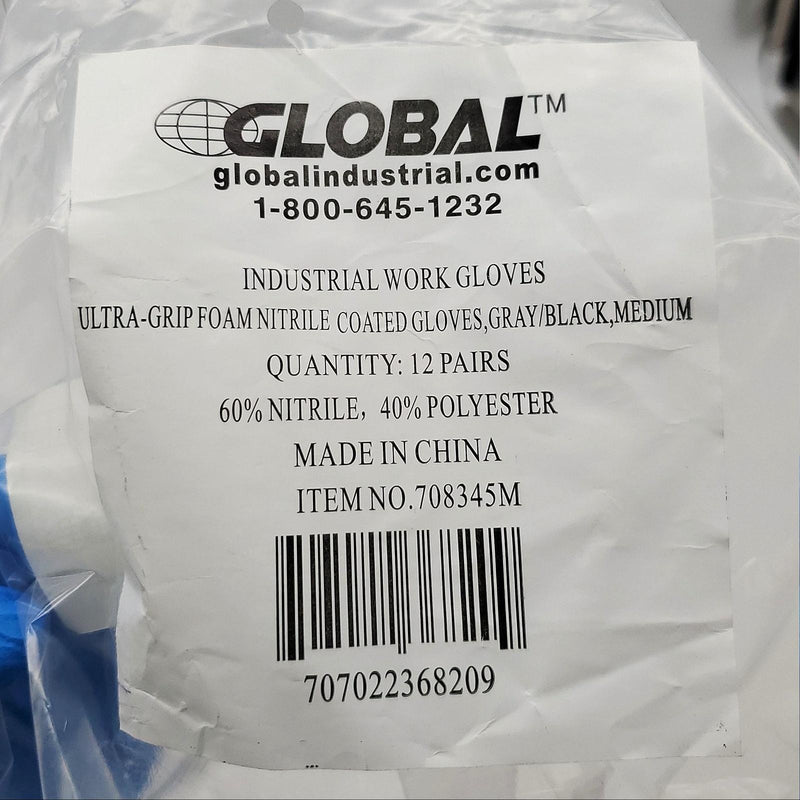 GLOBAL™
globalindustrial.com
1-800-645-1232
INDUSTRIAL WORK GLOVES
ULTRA-GRIP FOAM NITRILE COATED GLOVES,GRAY/BLACK,MEDIUM
QUANTITY: 12 PAIRS
60% NITRILE, 40% POLYESTER
MADE IN CHINA
ITEM NO.708345M
707022368209